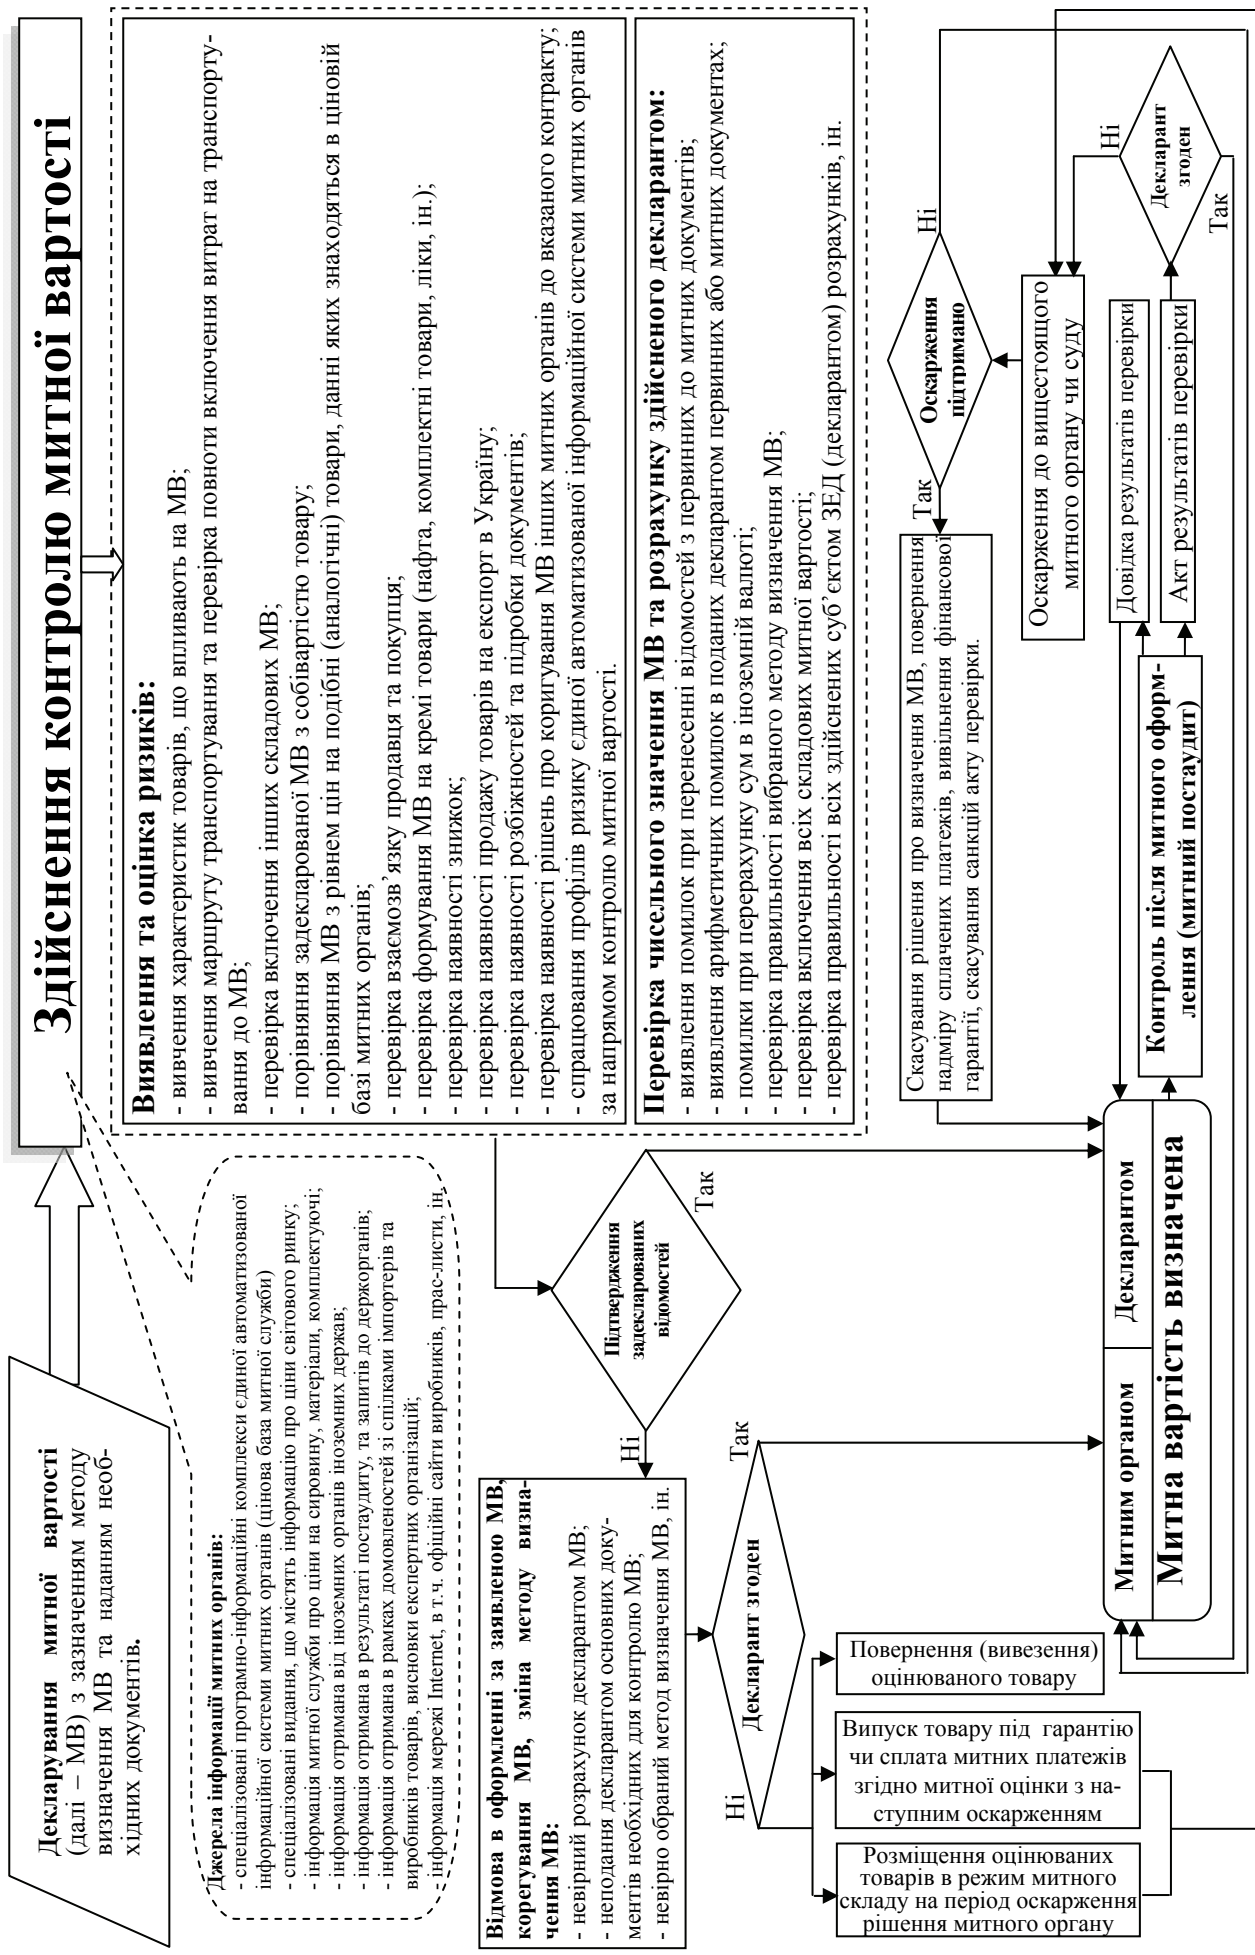 Декларування митної вартості
(далі – МВ) з зазначенням методу
визначення МВ та наданням необ-
хідних документів.
Здійснення контролю митної вартості
Джерела інформації митних органів:
- спеціалізовані програмно-інформаційні комплекси єдиної автоматизованої
інформаційної системи митних органів (цінова база митної служби)
- спеціалізовані видання, що містять інформацію про ціни світового ринку;
- інформація митної служби про ціни на сировину, матеріали, комплектуючі;
- інформація отримана від іноземних органів іноземних держав;
- інформація отримана в результаті постаудиту, та запитів до держорганів;
- інформація отримана в рамках домовленостей зі спілками імпортерів та
виробників товарів, висновки експертних організацій;
- інформація мережі Internet, в т.ч. офіційні сайти виробників, прас-листи, ін.
Виявлення та оцінка ризиків:
- вивчення характеристик товарів, що впливають на МВ;
- вивчення маршруту транспортування та перевірка повноти включення витрат на транспорту-
вання до МВ;
- перевірка включення інших складових МВ;
- порівняння задекларованої МВ з собівартістю товару;
- порівняння МВ з рівнем цін на подібні (аналогічні) товари, данні яких знаходяться в ціновій
базі митних органів;
- перевірка взаємозв’язку продавця та покупця;
- перевірка формування МВ на кремі товари (нафта, комплектні товари, ліки, ін.);
- перевірка наявності знижок;
- перевірка наявності продажу товарів на експорт в Україну;
- перевірка наявності розбіжностей та підробки документів;
- перевірка наявності рішень про коригування МВ інших митних органів до вказаного контракту;
- спрацювання профілів ризику єдиної автоматизованої інформаційної системи митних органів
за напрямом контролю митної вартості.
Перевірка чисельного значення МВ та розрахунку здійсненого декларантом:
- виявлення помилок при перенесенні відомостей з первинних до митних документів;
- виявлення арифметичних помилок в поданих декларантом первинних або митних документах;
- помилки при перерахунку сум в іноземній валюті;
- перевірка правильності вибраного методу визначення МВ;
- перевірка включення всіх складових митної вартості;
- перевірка правильності всіх здійснених суб’єктом ЗЕД (декларантом) розрахунків, ін.
Підтвердження
задекларованих
відомостей
Ні
Так
Відмова в оформленні за заявленою МВ,
корегування МВ, зміна методу визна-
чення МВ:
- невірний розрахунок декларантом МВ;
- неподання декларантом основних доку-
ментів необхідних для контролю МВ;
- невірно обраний метод визначення МВ, ін.
Декларант згоден
Ні
Так
Розміщення оцінюваних
товарів в режим митного
складу на період оскарження
рішення митного органу
Випуск товару під гарантію
чи сплата митних платежів
згідно митної оцінки з на-
ступним оскарженням
Повернення (вивезення)
оцінюваного товару
Митним органом
Декларантом
Митна вартість визначена
Скасування рішення про визначення МВ, повернення
надміру сплачених платежів, вивільнення фінансової
гарантії, скасування санкцій акту перевірки.
Так
Оскарження
підтримано
Ні
Оскарження до вищестоящого
митного органу чи суду
Контроль після митного оформ-
лення (митний постаудит)
Довідка результатів перевірки
Акт результатів перевірки
Декларант
згоден
Ні
Так